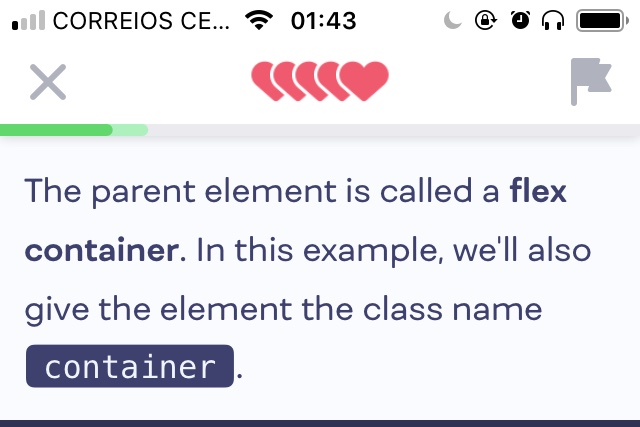 CORREIOS CE... 01:43
The parent element is called a flex
container. In this example, we'll also
give the element the class name
container.